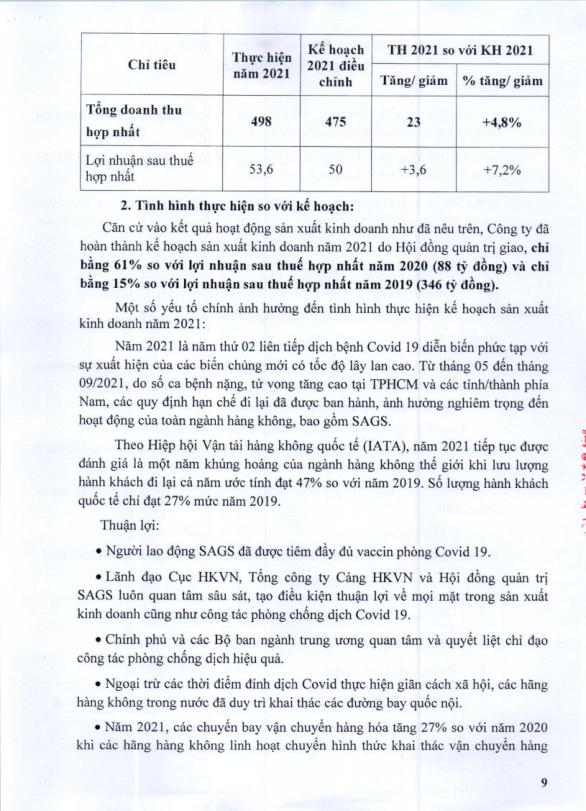 Chỉ tiêu | Thực hiện năm 2021 | Kế hoạch 2021 điều chỉnh | TH 2021 so với KH 2021
Tăng/ giảm | % tăng/ giảm
Tổng doanh thu hợp nhất | 498 | 475 | 23 | +4,8%
Lợi nhuận sau thuế hợp nhất | 53,6 | 50 | +3,6 | +7,2%
2. Tình hình thực hiện so với kế hoạch:
Căn cứ vào kết quả hoạt động sản xuất kinh doanh như đã nêu trên, Công ty đã
hoàn thành kế hoạch sản xuất kinh doanh năm 2021 do Hội đồng quản trị giao, chỉ
bằng 61% so với lợi nhuận sau thuế hợp nhất năm 2020 (88 tỷ đồng) và chỉ
bằng 15% so với lợi nhuận sau thuế hợp nhất năm 2019 (346 tỷ đồng).
Một số yếu tố chính ảnh hưởng đến tình hình thực hiện kế hoạch sản xuất
kinh doanh năm 2021:
Năm 2021 là năm thứ 02 liên tiếp dịch bệnh Covid 19 diễn biến phức tạp với
sự xuất hiện của các biến chủng mới có tốc độ lây lan cao. Từ tháng 05 đến tháng
09/2021, do số ca bệnh nặng, tử vong tăng cao tại TPHCM và các tỉnh/thành phía
Nam, các quy định hạn chế đi lại đã được ban hành, ảnh hưởng nghiêm trọng đến
hoạt động của toàn ngành hàng không, bao gồm SAGS.
Theo Hiệp hội Vận tải hàng không quốc tế (IATA), năm 2021 tiếp tục được
đánh giá là một năm khủng hoảng của ngành hàng không thế giới khi lưu lượng
hành khách đi lại cả năm ước tính đạt 47% so với năm 2019. Số lượng hành khách
quốc tế chỉ đạt 27% mức năm 2019.
Thuận lợi:
• Người lao động SAGS đã được tiêm đầy đủ vaccin phòng Covid 19.
• Lãnh đạo Cục HKVN, Tổng công ty Cảng HKVN và Hội đồng quản trị
SAGS luôn quan tâm sâu sát, tạo điều kiện thuận lợi về mọi mặt trong sản xuất
kinh doanh cũng như công tác phòng chống dịch Covid 19.
• Chính phủ và các Bộ ban ngành trung ương quan tâm và quyết liệt chỉ đạo
công tác phòng chống dịch hiệu quả.
• Ngoại trừ các thời điểm đỉnh dịch Covid thực hiện giãn cách xã hội, các hãng
hàng không trong nước đã duy trì khai thác các đường bay quốc nội.
• Năm 2021, các chuyến bay vận chuyển hàng hóa tăng 27% so với năm 2020
khi các hãng hàng không linh hoạt chuyển hình thức khai thác vận chuyển hàng
9